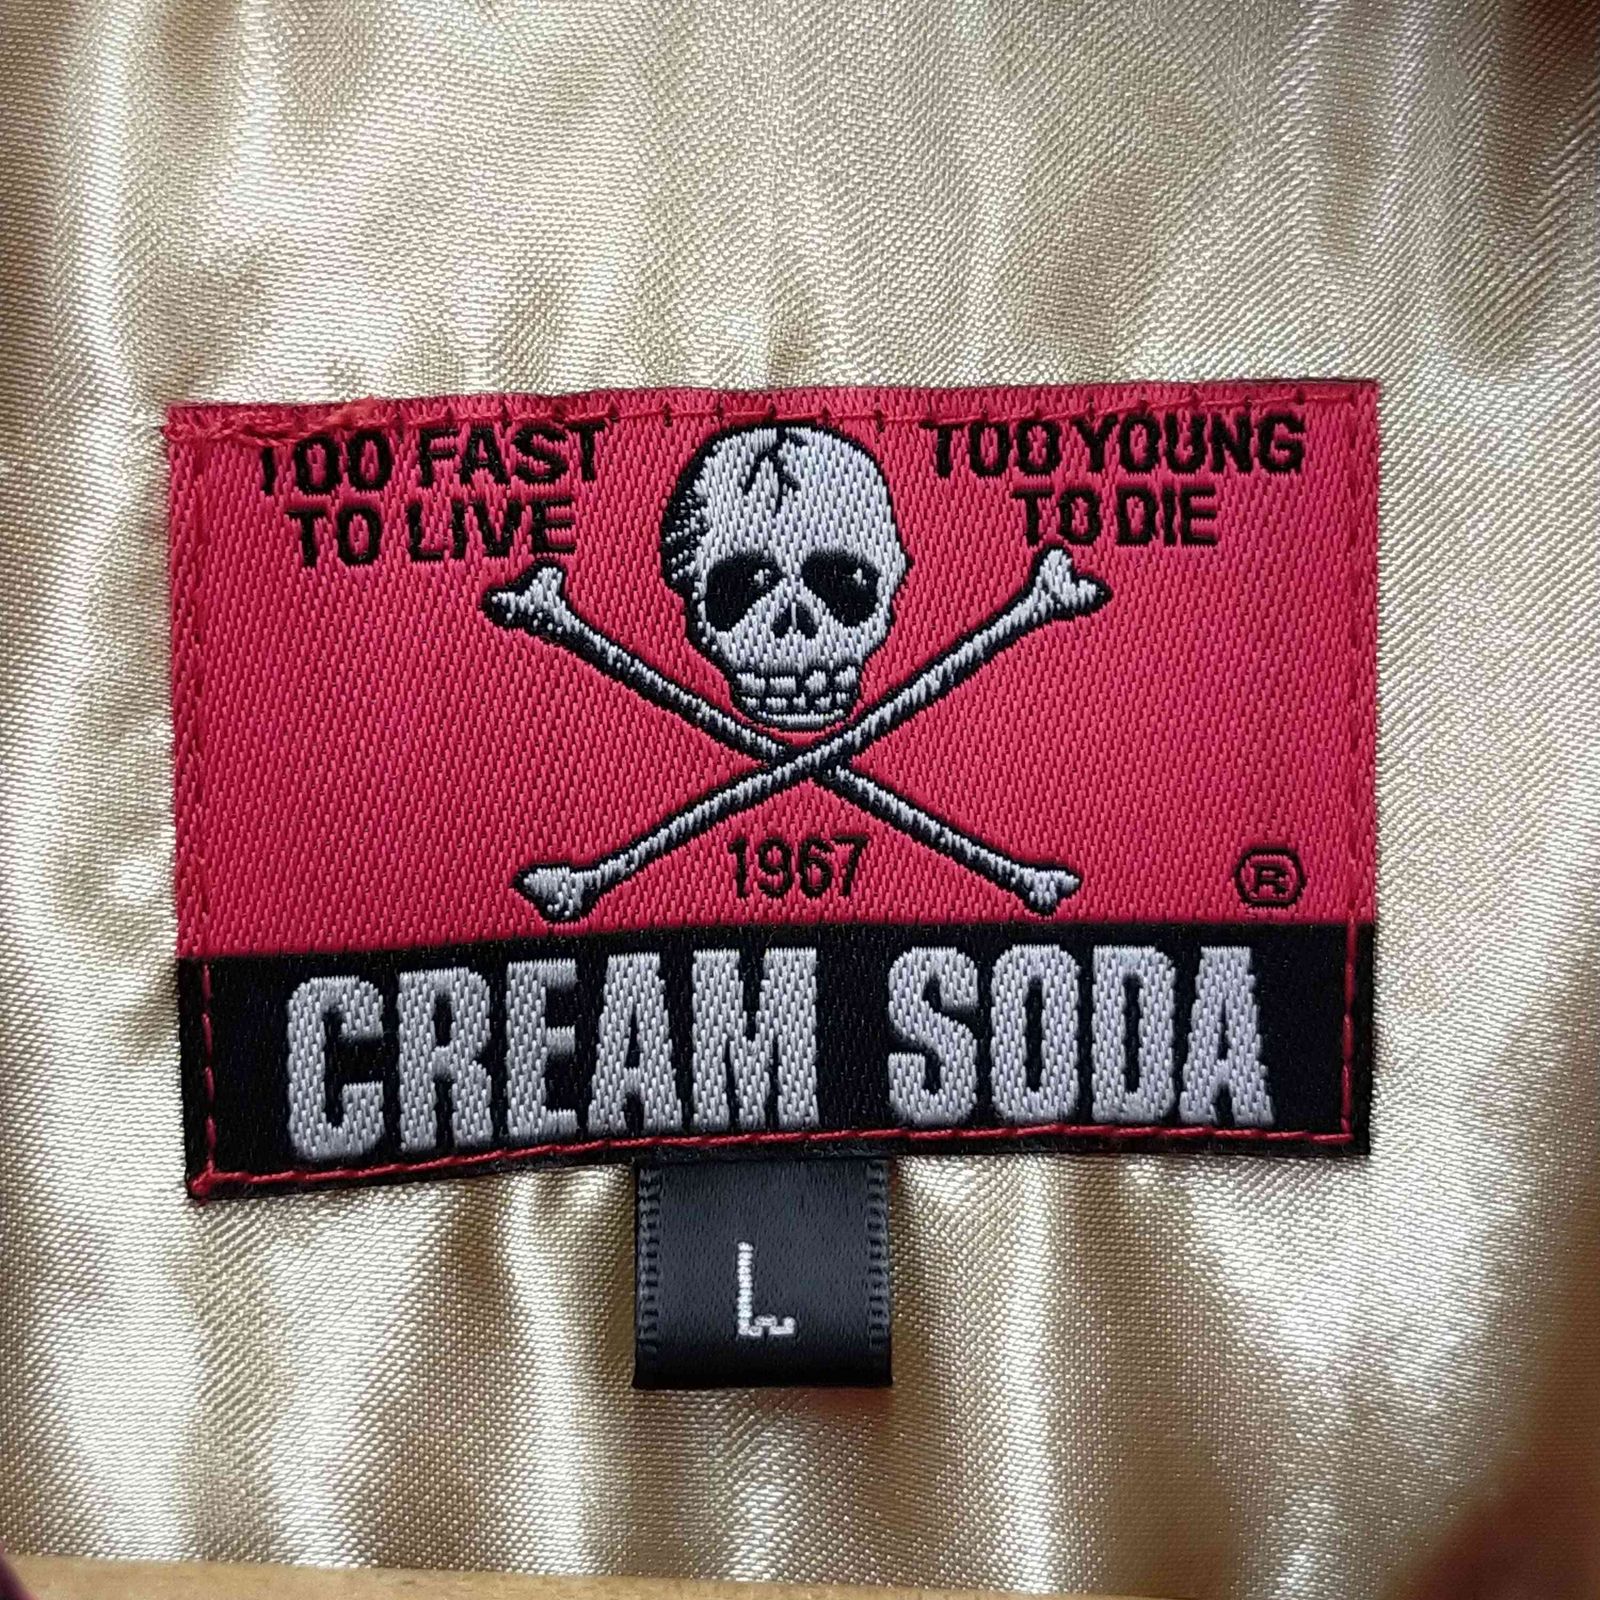 TOO FAST
TO LIVE
TOO YOUNG
TO DIE
1967
®
CREAM SODA
L